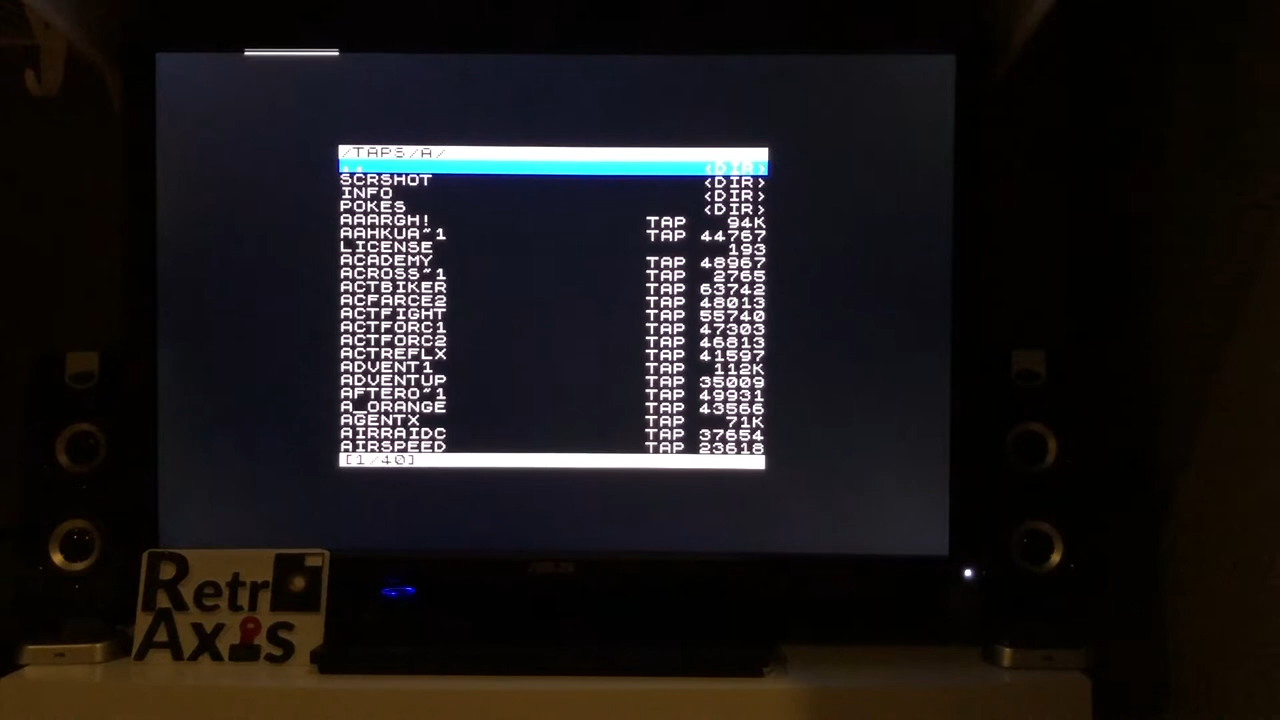 /TAPS/A/
.. <DIR>
SCRSHOT <DIR>
INFO <DIR>
POKES <DIR>
AAARGH! TAP 94K
AAHKUA~1 TAP 44767
LICENSE 193
ACADEMY TAP 48967
ACROSS~1 TAP 2765
ACTBIKER TAP 63742
ACFARCE2 TAP 48013
ACTFIGHT TAP 55740
ACTFORC1 TAP 47303
ACTFORC2 TAP 46813
ACTREFLX TAP 41597
ADVENT1 TAP 112K
ADVENTUP TAP 35009
AFTERO~1 TAP 49931
A_ORANGE TAP 43566
AGENTX TAP 71K
AIRRAIDC TAP 37654
AIRSPEED TAP 23618
[1/40]
Retro
Axis